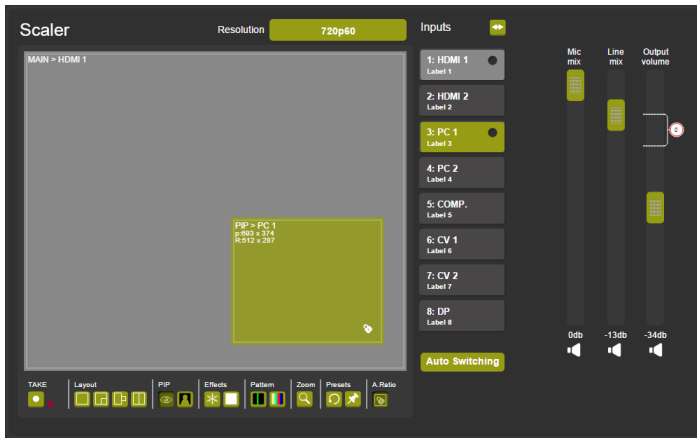 Scaler
Resolution
720p60
Inputs
MAIN > HDMI 1
PIP > PC 1
p:693 x 374
R:512 x 287
1: HDMI 1
Label 1
2: HDMI 2
Label 2
3: PC 1
Label 3
4: PC 2
Label 4
5: COMP.
Label 5
6: CV 1
Label 6
7: CV 2
Label 7
8: DP
Label 8
Auto Switching
Mic mix
Line mix
Output volume
0db
-13db
-34db
TAKE
Layout
PIP
Effects
Pattern
Zoom
Presets
A.Ratio